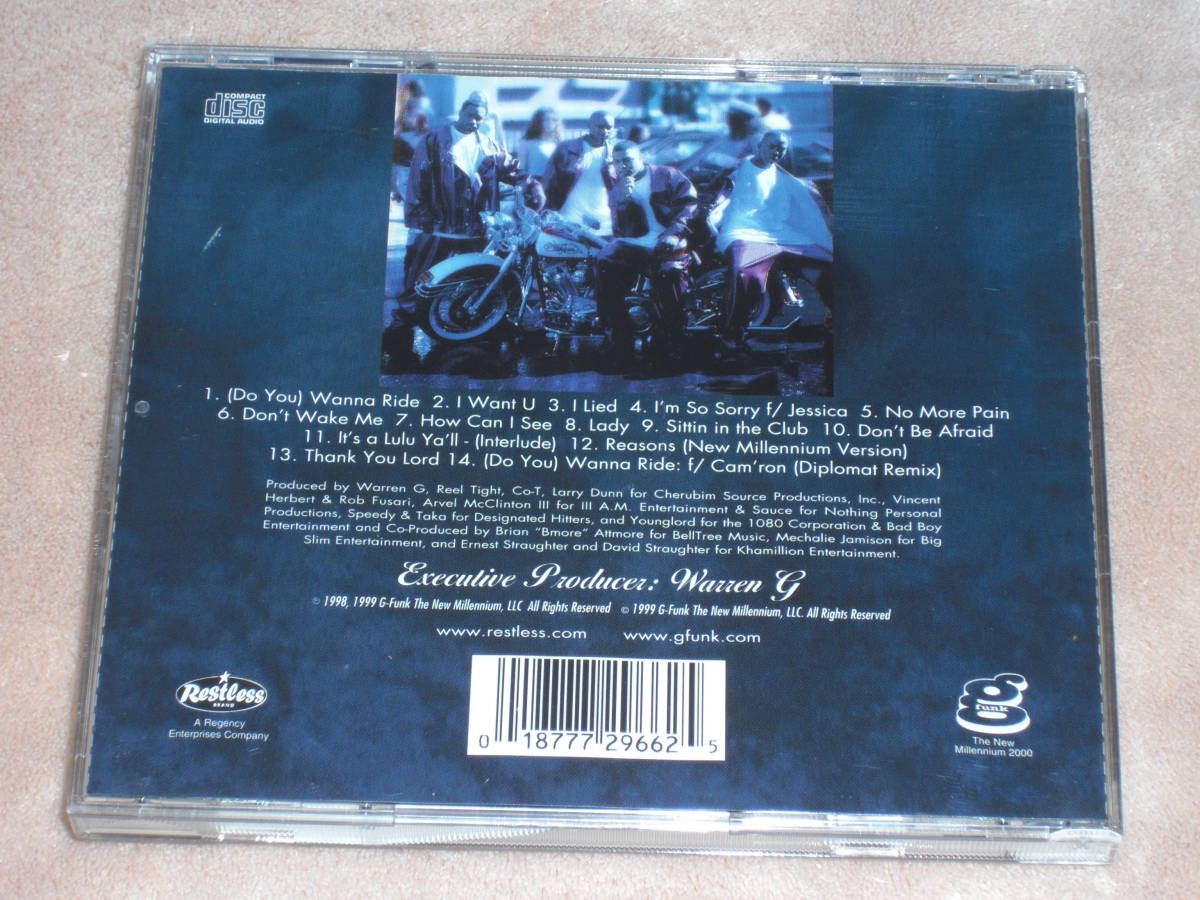 COMPACT
disc
DIGITAL AUDIO
1. (Do You) Wanna Ride 2. I Want U 3. I Lied 4. I'm So Sorry f/ Jessica 5. No More Pain
6. Don't Wake Me 7. How Can I See 8. Lady 9. Sittin in the Club 10. Don't Be Afraid
11. It's a Lulu Ya'll - (Interlude) 12. Reasons (New Millennium Version)
13. Thank You Lord 14. (Do You) Wanna Ride: f/ Cam'ron (Diplomat Remix)
Produced by Warren G, Reel Tight, Co-T, Larry Dunn for Cherubim Source Productions, Inc., Vincent
Herbert & Rob Fusari, Arvel McClinton III for III A.M. Entertainment & Sauce for Nothing Personal
Productions, Speedy & Taka for Designated Hitters, and Younglord for the 1080 Corporation & Bad Boy
Entertainment and Co-Produced by Brian "Bmore" Attmore for BellTree Music, Mechalie Jamison for Big
Slim Entertainment, and Ernest Straughter and David Straughter for Khamillion Entertainment.
Executive Producer: Warren G
℗ 1998, 1999 G-Funk The New Millennium, LLC All Rights Reserved © 1999 G-Funk The New Millennium, LLC. All Rights Reserved
www.restless.com www.gfunk.com
Restless
BRAND
A Regency
Enterprises Company
0 18777 29662 5
g
funk
The New
Millennium 2000